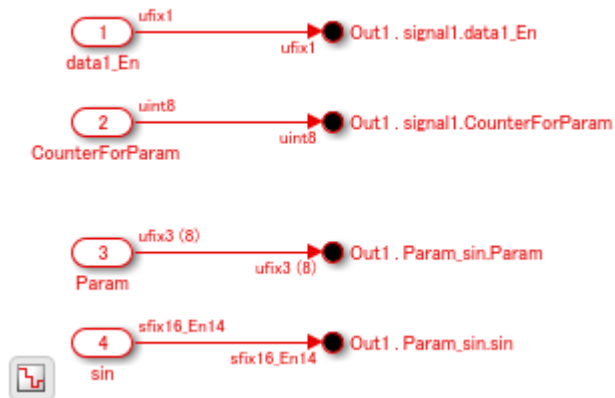 ufix1
1
ufix1
Out1 . signal1.data1_En
data1_En
uint8
2
uint8
Out1 . signal1.CounterForParam
CounterForParam
ufix3 (8)
3
ufix3 (8)
Out1 . Param_sin.Param
Param
sfix16_En14
4
sfix16_En14
Out1 . Param_sin.sin
sin